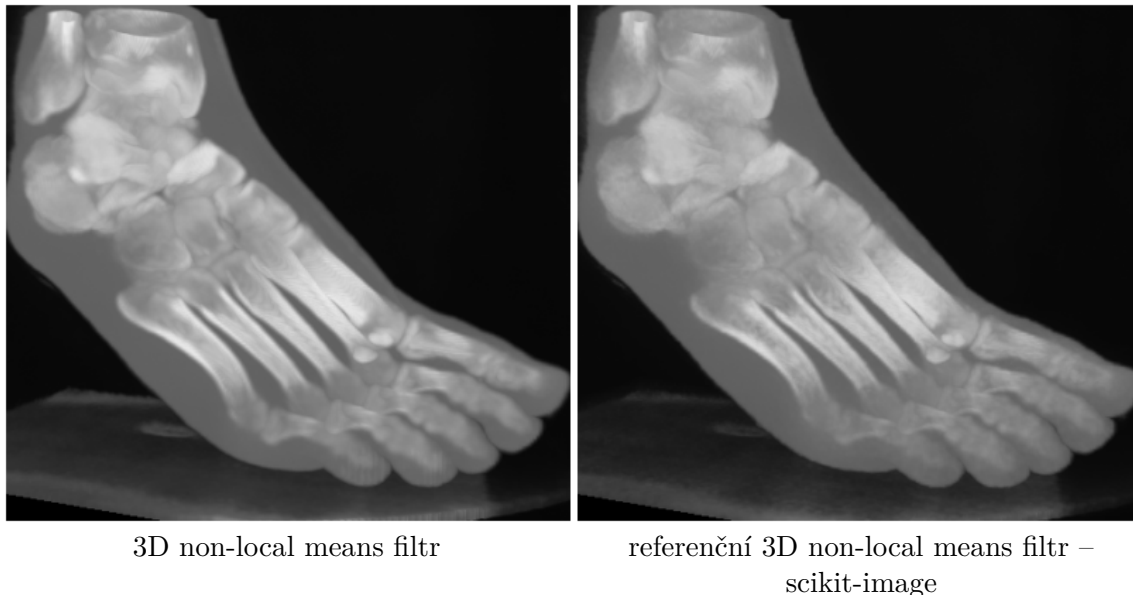 3D non-local means filtr
referenční 3D non-local means filtr –
scikit-image